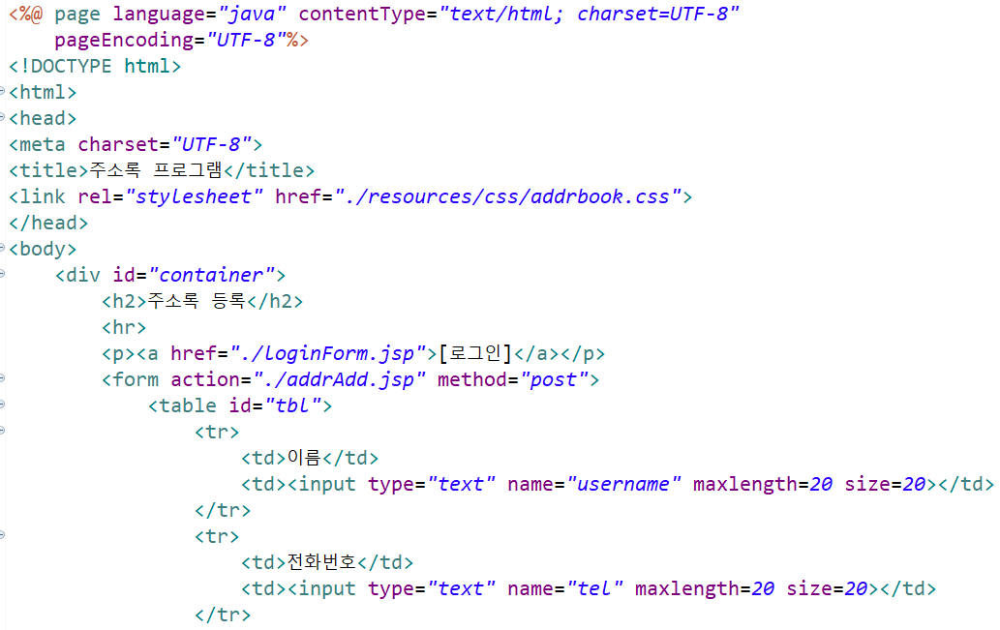 <%@ page language="java" contentType="text/html; charset=UTF-8"
    pageEncoding="UTF-8"%>
<!DOCTYPE html>
<html>
<head>
<meta charset="UTF-8">
<title>주소록 프로그램</title>
<link rel="stylesheet" href="./resources/css/addrbook.css">
</head>
<body>
    <div id="container">
        <h2>주소록 등록</h2>
        <hr>
        <p><a href="./loginForm.jsp">[로그인]</a></p>
        <form action="./addrAdd.jsp" method="post">
            <table id="tbl">
                <tr>
                    <td>이름</td>
                    <td><input type="text" name="username" maxlength=20 size=20></td>
                </tr>
                <tr>
                    <td>전화번호</td>
                    <td><input type="text" name="tel" maxlength=20 size=20></td>
                </tr>